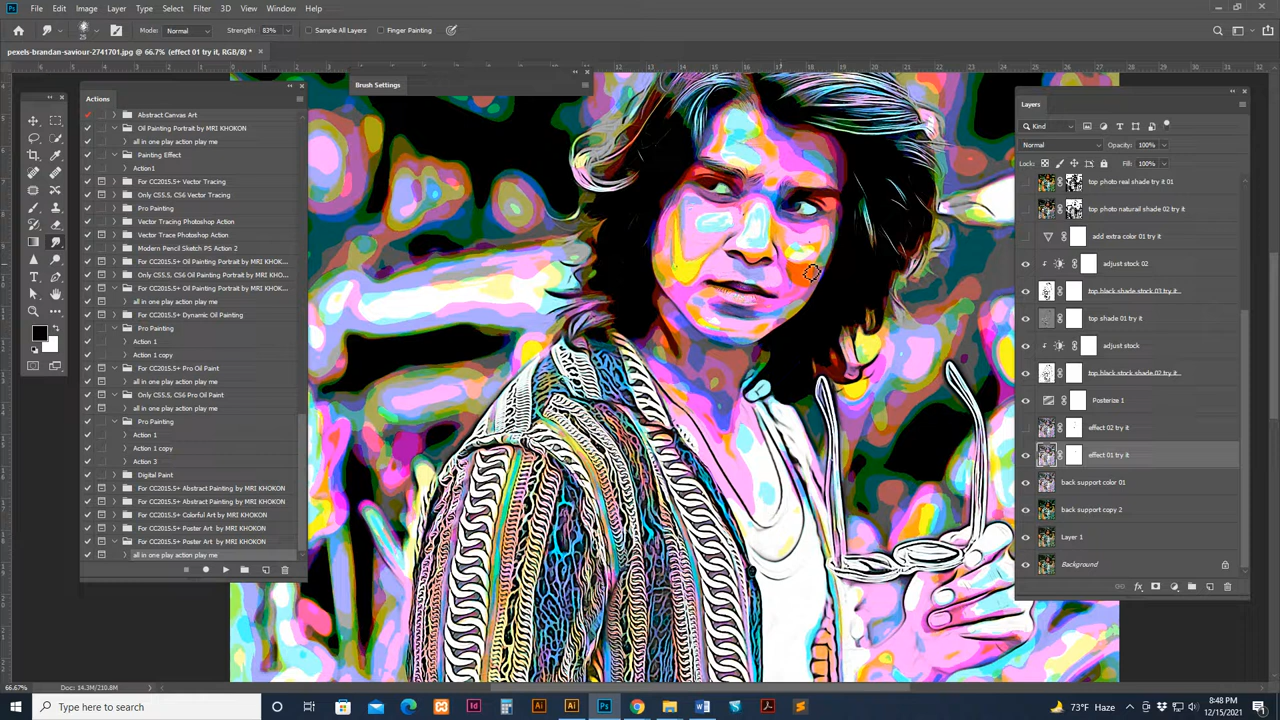 File Edit Image Layer Type Select Filter 3D View Window Help
25 Mode: Normal Strength: 83% Sample All Layers Finger Painting
pexels-brandan-saviour-2741701.jpg @ 66.7% (effect 01 try it, RGB/8) *
Brush Settings
Actions
Abstract Canvas Art
Oil Painting Portrait by MRI KHOKON
all in one play action play me
Painting Effect
Action1
For CC2015.5+ Vector Tracing
Only CS5.5, CS6 Vector Tracing
Pro Painting
Vector Tracing Photoshop Action
Vector Trace Photoshop Action
Modern Pencil Sketch PS Action 2
For CC2015.5+ Oil Painting Portrait by MRI KHO...
Only CS5.5, CS6 Oil Painting Portrait by MRI KHO...
all in one play action play me
For CC2015.5+ Dynamic Oil Painting
Pro Painting
Action 1
Action 1 copy
For CC2015.5+ Pro Oil Paint
all in one play action play me
Only CS5.5, CS6 Pro Oil Paint
all in one play action play me
Pro Painting
Action 1
Action 1 copy
Action 3
Digital Paint
For CC2015.5+ Abstract Painting by MRI KHOKON
For CC2015.5+ Abstract Painting by MRI KHOKON
For CC2015.5+ Colorful Art by MRI KHOKON
For CC2015.5+ Poster Art by MRI KHOKON
For CC2015.5+ Poster Art by MRI KHOKON
all in one play action play me
Layers
Kind
Normal Opacity: 100%
Lock: Fill: 100%
top photo real shade try it 01
top photo naturail shade 02 try it
add extra color 01 try it
adjust stock 02
top black shade stock 03 try it
top shade 01 try it
adjust stock
top black stock shade 02 try it
Posterize 1
effect 02 try it
effect 01 try it
back support color 01
back support copy 2
Layer 1
Background
66.67% Doc: 14.3M/210.8M
Type here to search
73°F Haze
8:48 PM
12/15/2021